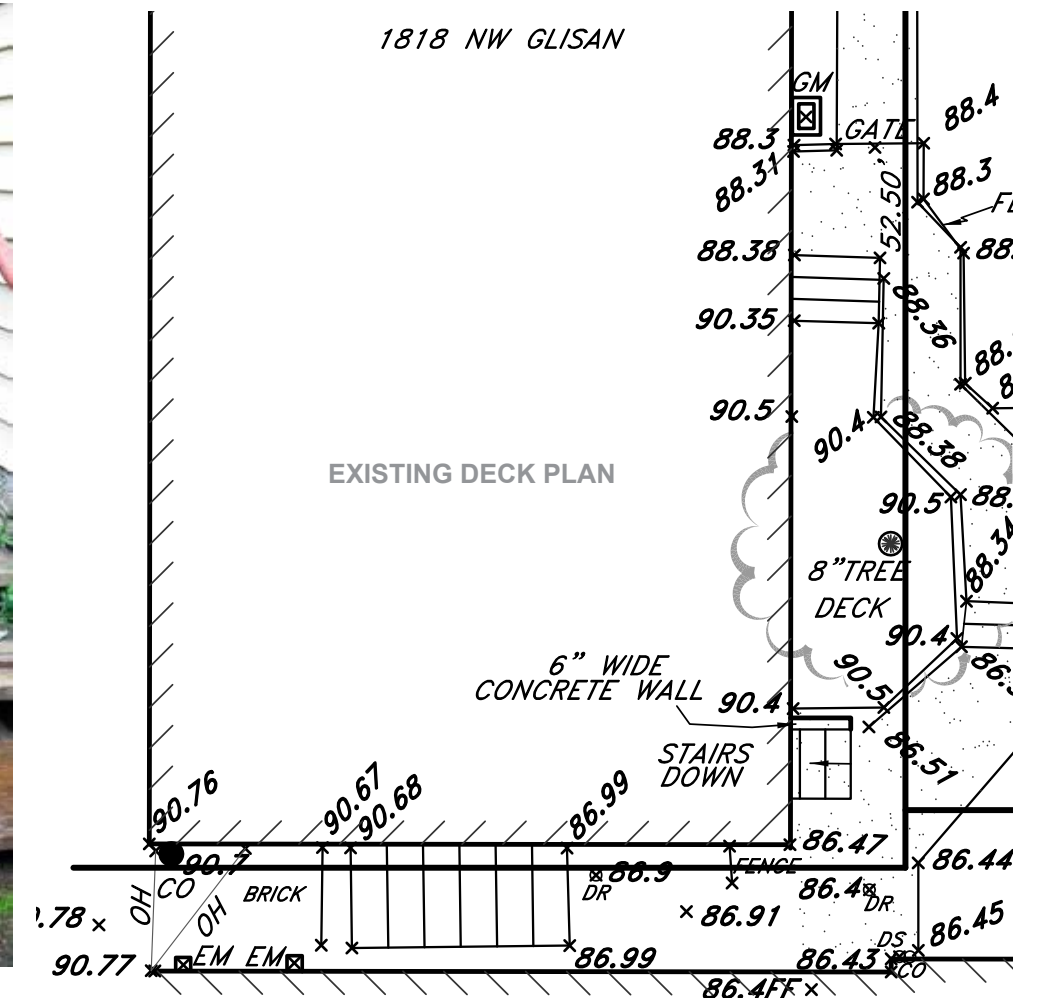 1818 NW GLISAN
GM
88.4
88.3
GATE
88.31
88.3
52.50'
88.38
90.35
88.36
90.5
90.4
88.38
EXISTING DECK PLAN
90.5
88.34
8" TREE
DECK
90.4
6" WIDE
CONCRETE WALL
90.4
90.5
STAIRS
DOWN
86.51
90.76
90.67
90.68
86.99
86.47
90.7
CO
BRICK
86.9
DR
FENCE
86.4
DR
86.44
OH
OH
86.91
86.45
EM EM
90.77
86.99
DS
86.43
CO
86.4FF